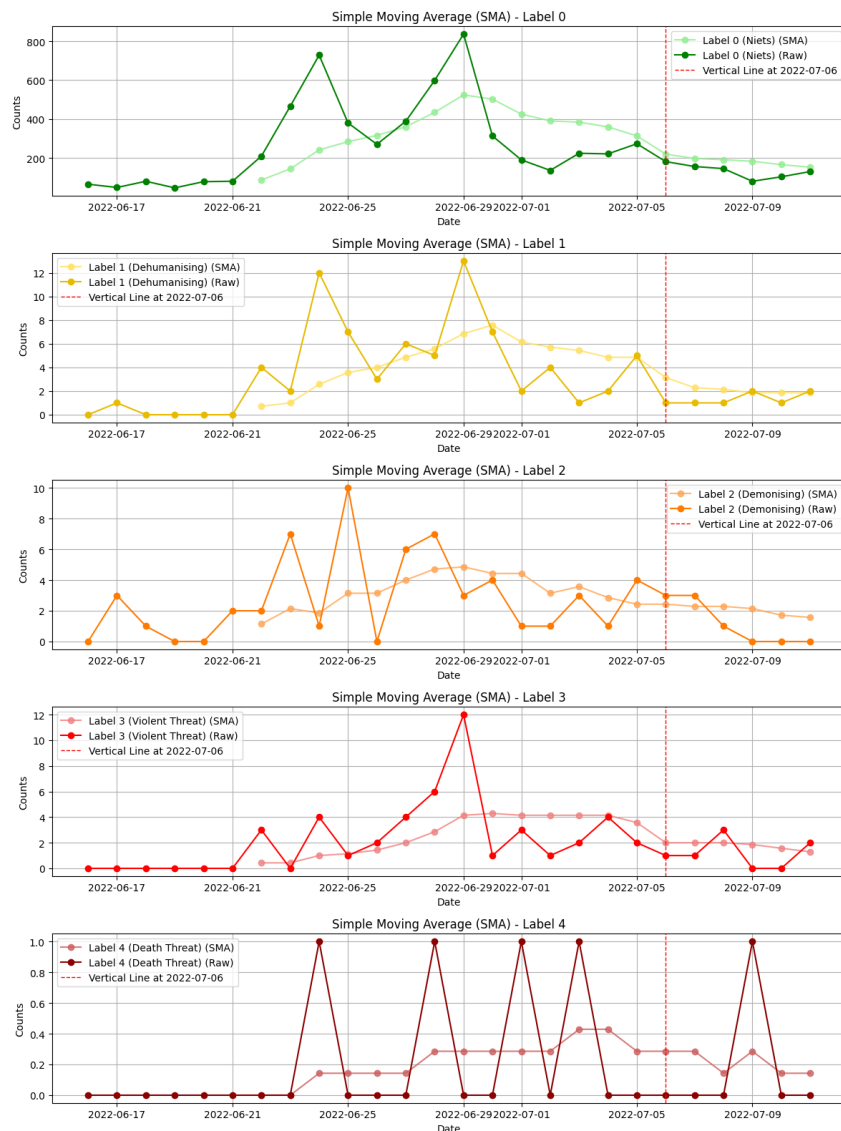 Simple Moving Average (SMA) - Label 0
Label 0 (Niets) (SMA)
Label 0 (Niets) (Raw)
Vertical Line at 2022-07-06
800
600
400
200
Counts
2022-06-17 2022-06-21 2022-06-25 2022-06-29 2022-07-01 2022-07-05 2022-07-09
Date
Simple Moving Average (SMA) - Label 1
Label 1 (Dehumanising) (SMA)
Label 1 (Dehumanising) (Raw)
Vertical Line at 2022-07-06
12
10
8
6
4
2
0
Counts
2022-06-17 2022-06-21 2022-06-25 2022-06-29 2022-07-01 2022-07-05 2022-07-09
Date
Simple Moving Average (SMA) - Label 2
Label 2 (Demonising) (SMA)
Label 2 (Demonising) (Raw)
Vertical Line at 2022-07-06
10
8
6
4
2
0
Counts
2022-06-17 2022-06-21 2022-06-25 2022-06-29 2022-07-01 2022-07-05 2022-07-09
Date
Simple Moving Average (SMA) - Label 3
Label 3 (Violent Threat) (SMA)
Label 3 (Violent Threat) (Raw)
Vertical Line at 2022-07-06
12
10
8
6
4
2
0
Counts
2022-06-17 2022-06-21 2022-06-25 2022-06-29 2022-07-01 2022-07-05 2022-07-09
Date
Simple Moving Average (SMA) - Label 4
Label 4 (Death Threat) (SMA)
Label 4 (Death Threat) (Raw)
Vertical Line at 2022-07-06
1.0
0.8
0.6
0.4
0.2
0.0
Counts
2022-06-17 2022-06-21 2022-06-25 2022-06-29 2022-07-01 2022-07-05 2022-07-09
Date